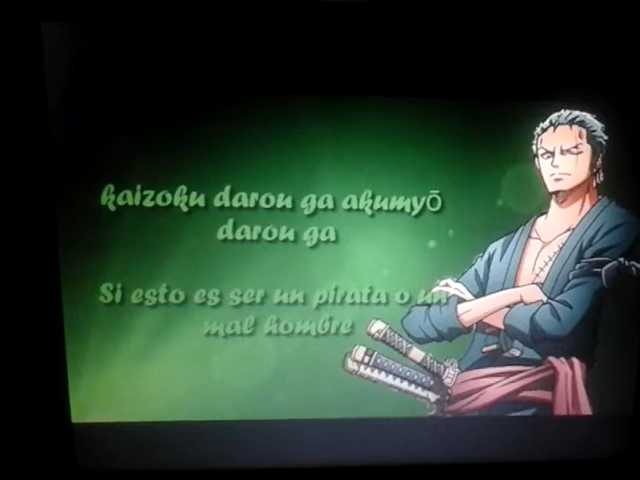 kaizoku darou ga akumyō
darou ga
Si esto es ser un pirata o un
mal hombre